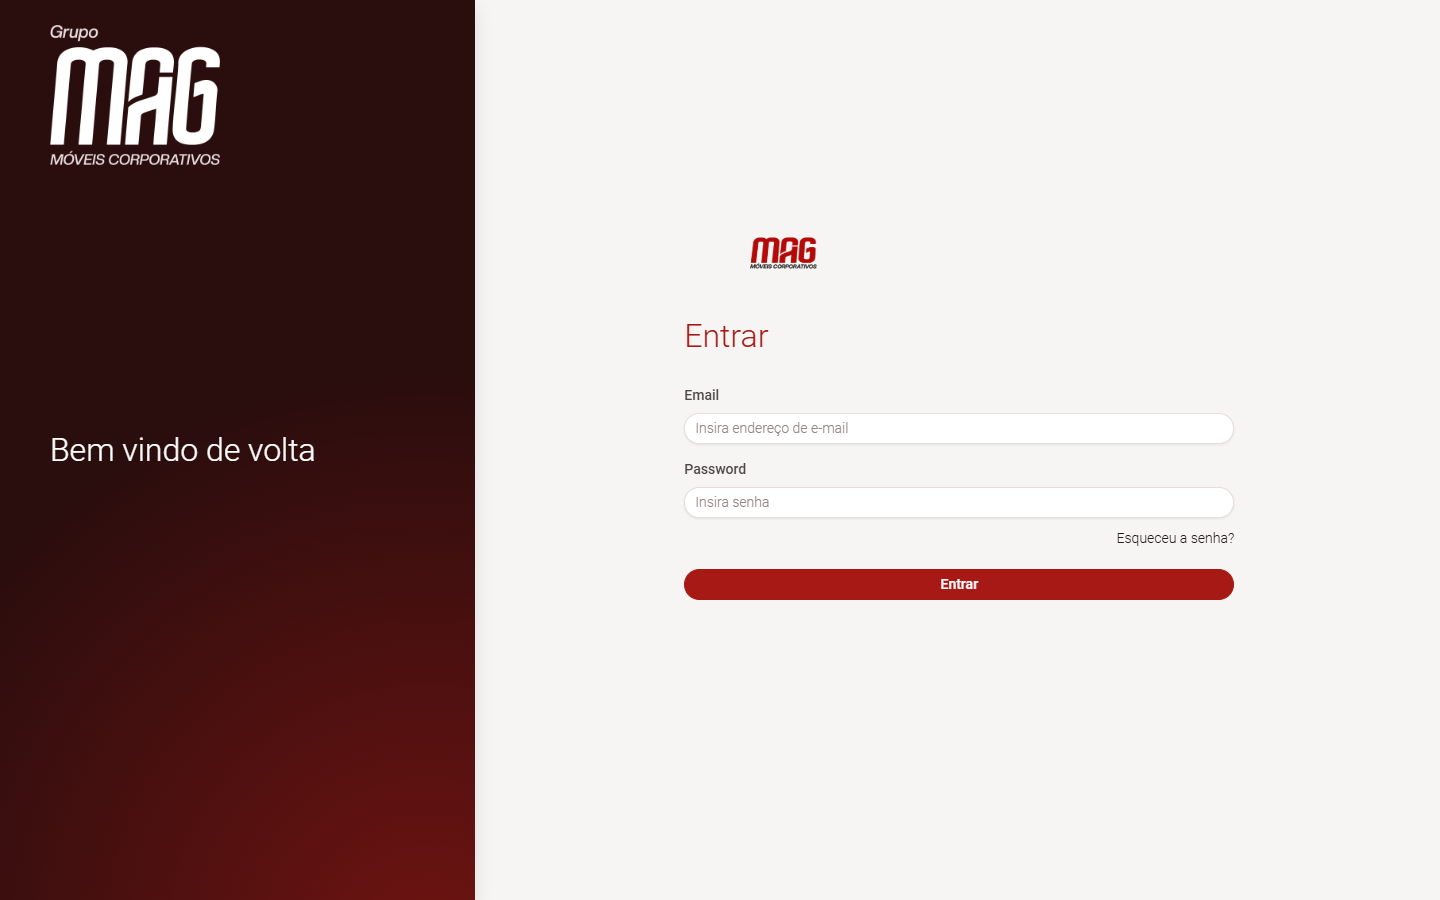 Grupo
MAG
MÓVEIS CORPORATIVOS
Bem vindo de volta
MAG
MÓVEIS CORPORATIVOS
Entrar
Email
Insira endereço de e-mail
Password
Insira senha
Esqueceu a senha?
Entrar